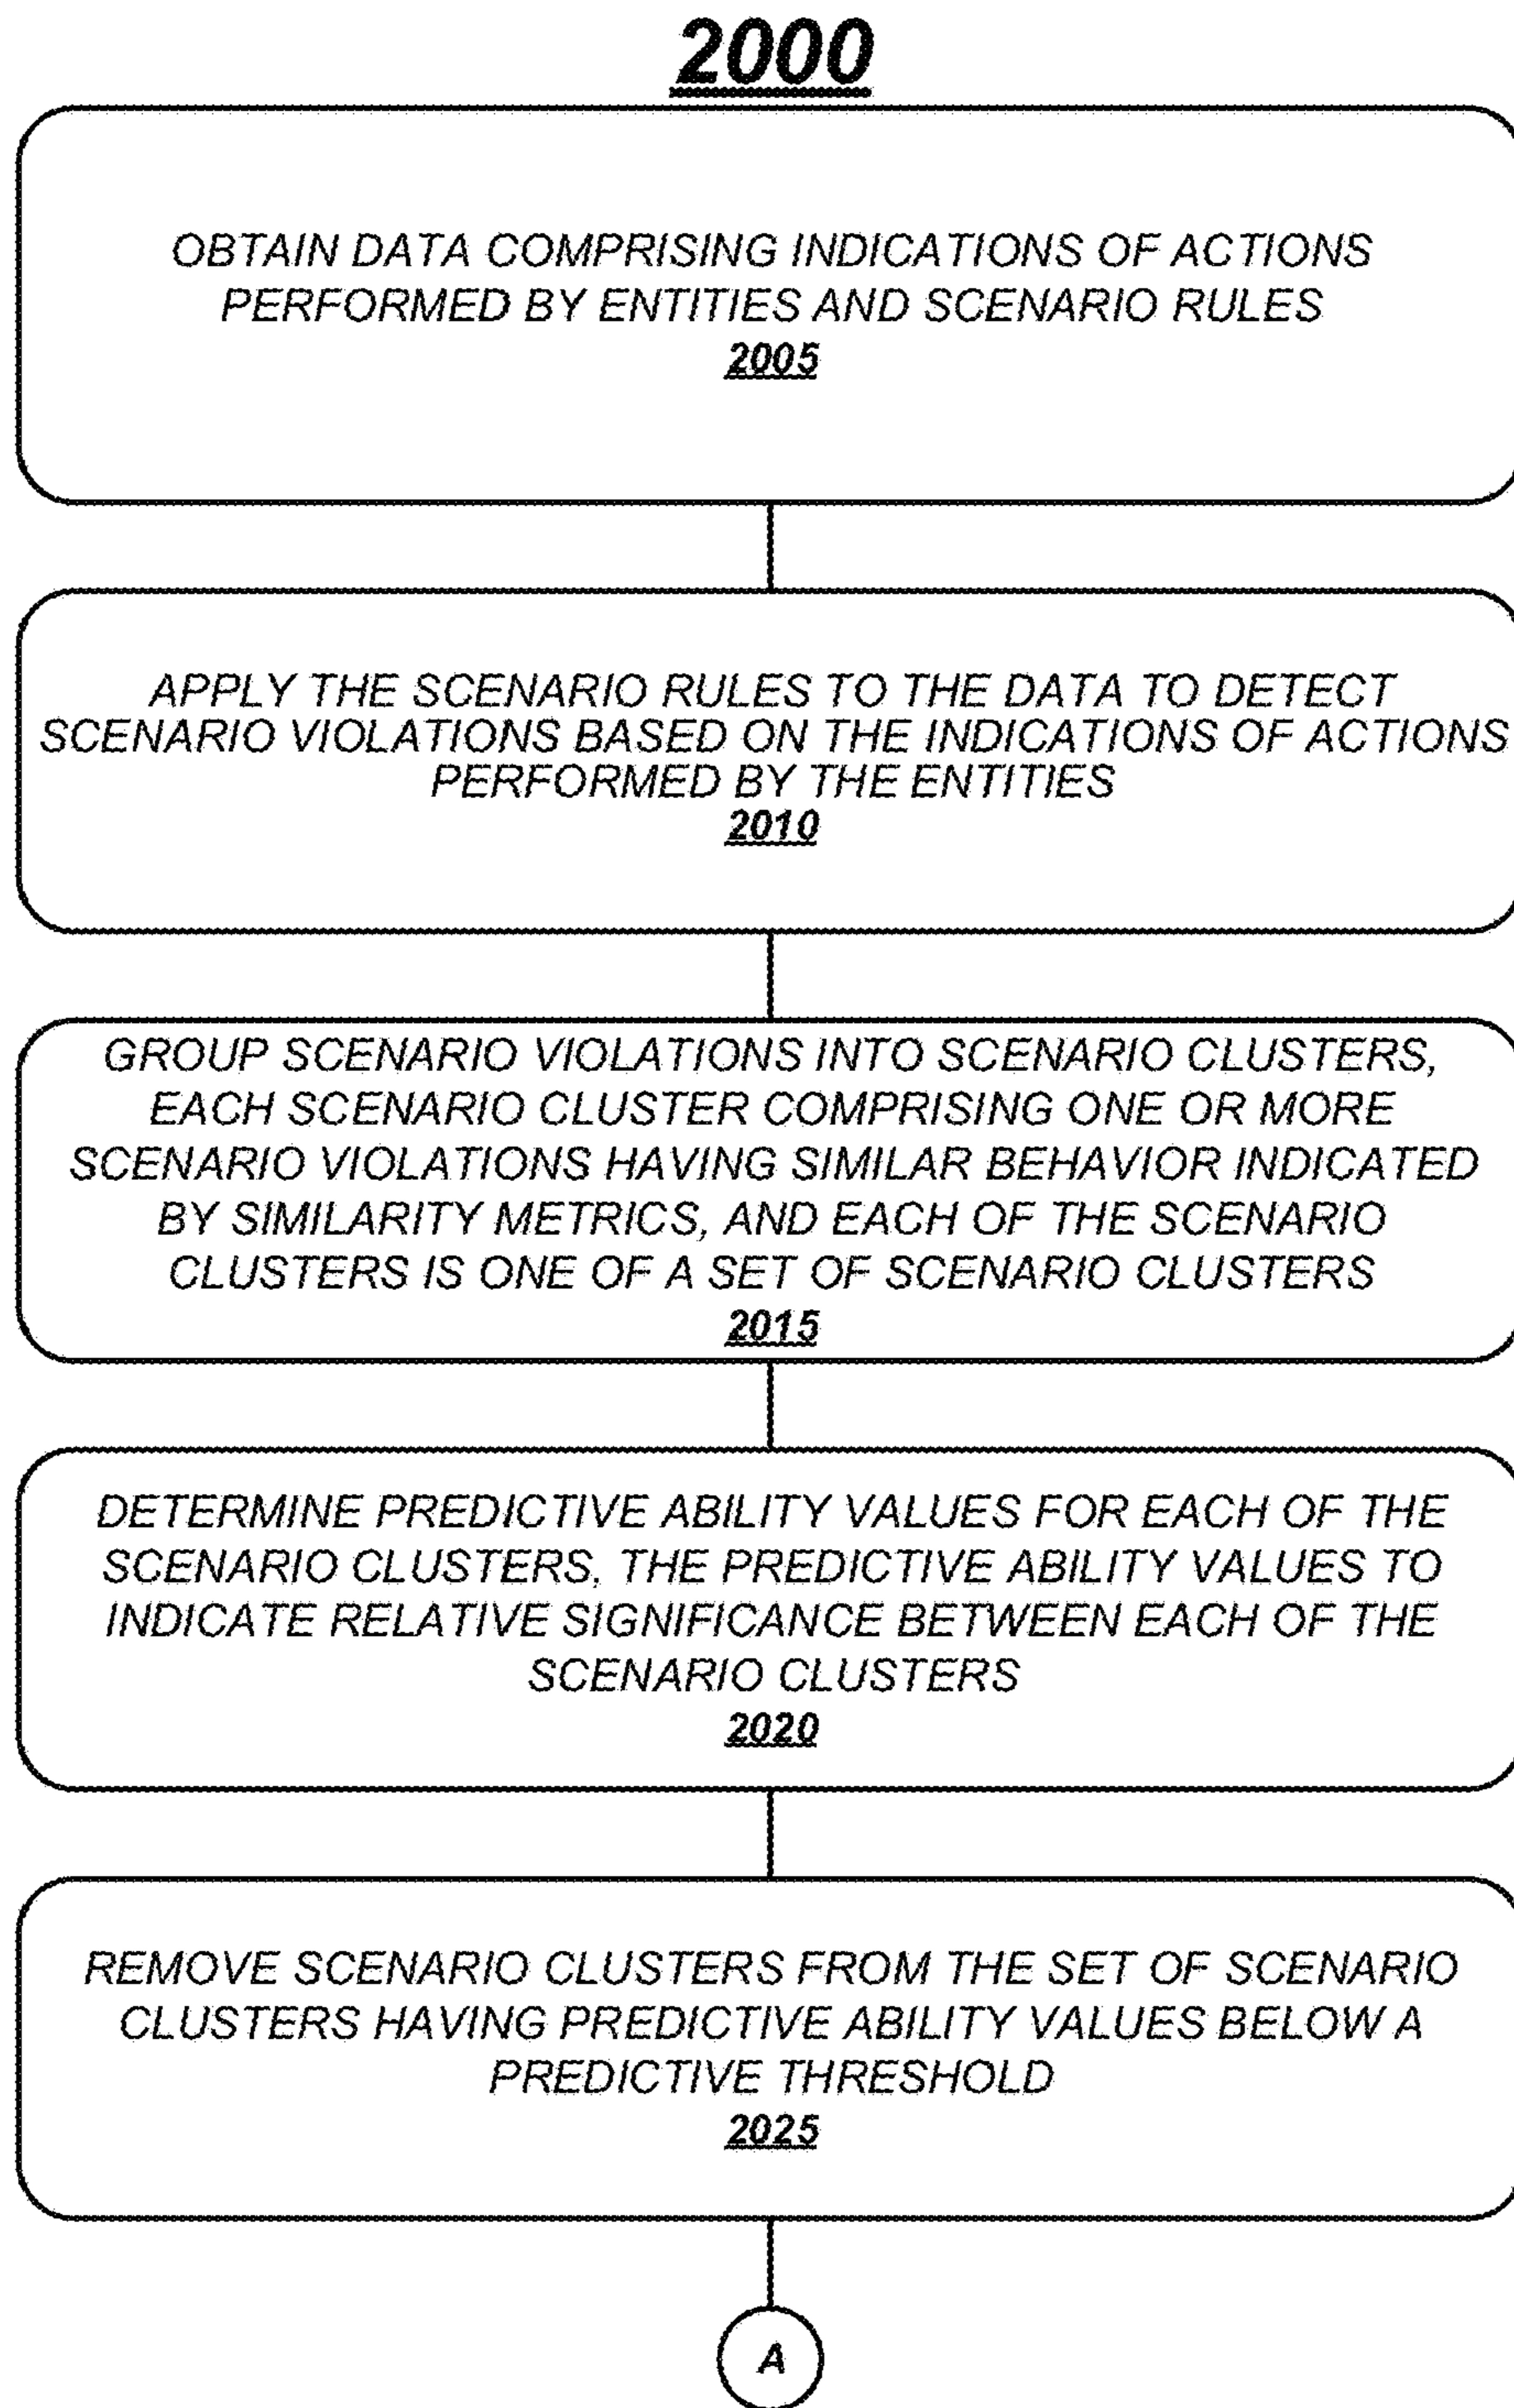 2000
OBTAIN DATA COMPRISING INDICATIONS OF ACTIONS
PERFORMED BY ENTITIES AND SCENARIO RULES
2005
APPLY THE SCENARIO RULES TO THE DATA TO DETECT
SCENARIO VIOLATIONS BASED ON THE INDICATIONS OF ACTIONS
PERFORMED BY THE ENTITIES
2010
GROUP SCENARIO VIOLATIONS INTO SCENARIO CLUSTERS,
EACH SCENARIO CLUSTER COMPRISING ONE OR MORE
SCENARIO VIOLATIONS HAVING SIMILAR BEHAVIOR INDICATED
BY SIMILARITY METRICS, AND EACH OF THE SCENARIO
CLUSTERS IS ONE OF A SET OF SCENARIO CLUSTERS
2015
DETERMINE PREDICTIVE ABILITY VALUES FOR EACH OF THE
SCENARIO CLUSTERS, THE PREDICTIVE ABILITY VALUES TO
INDICATE RELATIVE SIGNIFICANCE BETWEEN EACH OF THE
SCENARIO CLUSTERS
2020
REMOVE SCENARIO CLUSTERS FROM THE SET OF SCENARIO
CLUSTERS HAVING PREDICTIVE ABILITY VALUES BELOW A
PREDICTIVE THRESHOLD
2025
A